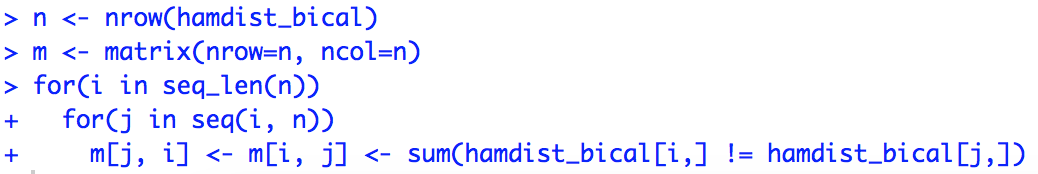 > n <- nrow(hamdist_bical)
> m <- matrix(nrow=n, ncol=n)
> for(i in seq_len(n))
+   for(j in seq(i, n))
+     m[j, i] <- m[i, j] <- sum(hamdist_bical[i,] != hamdist_bical[j,])